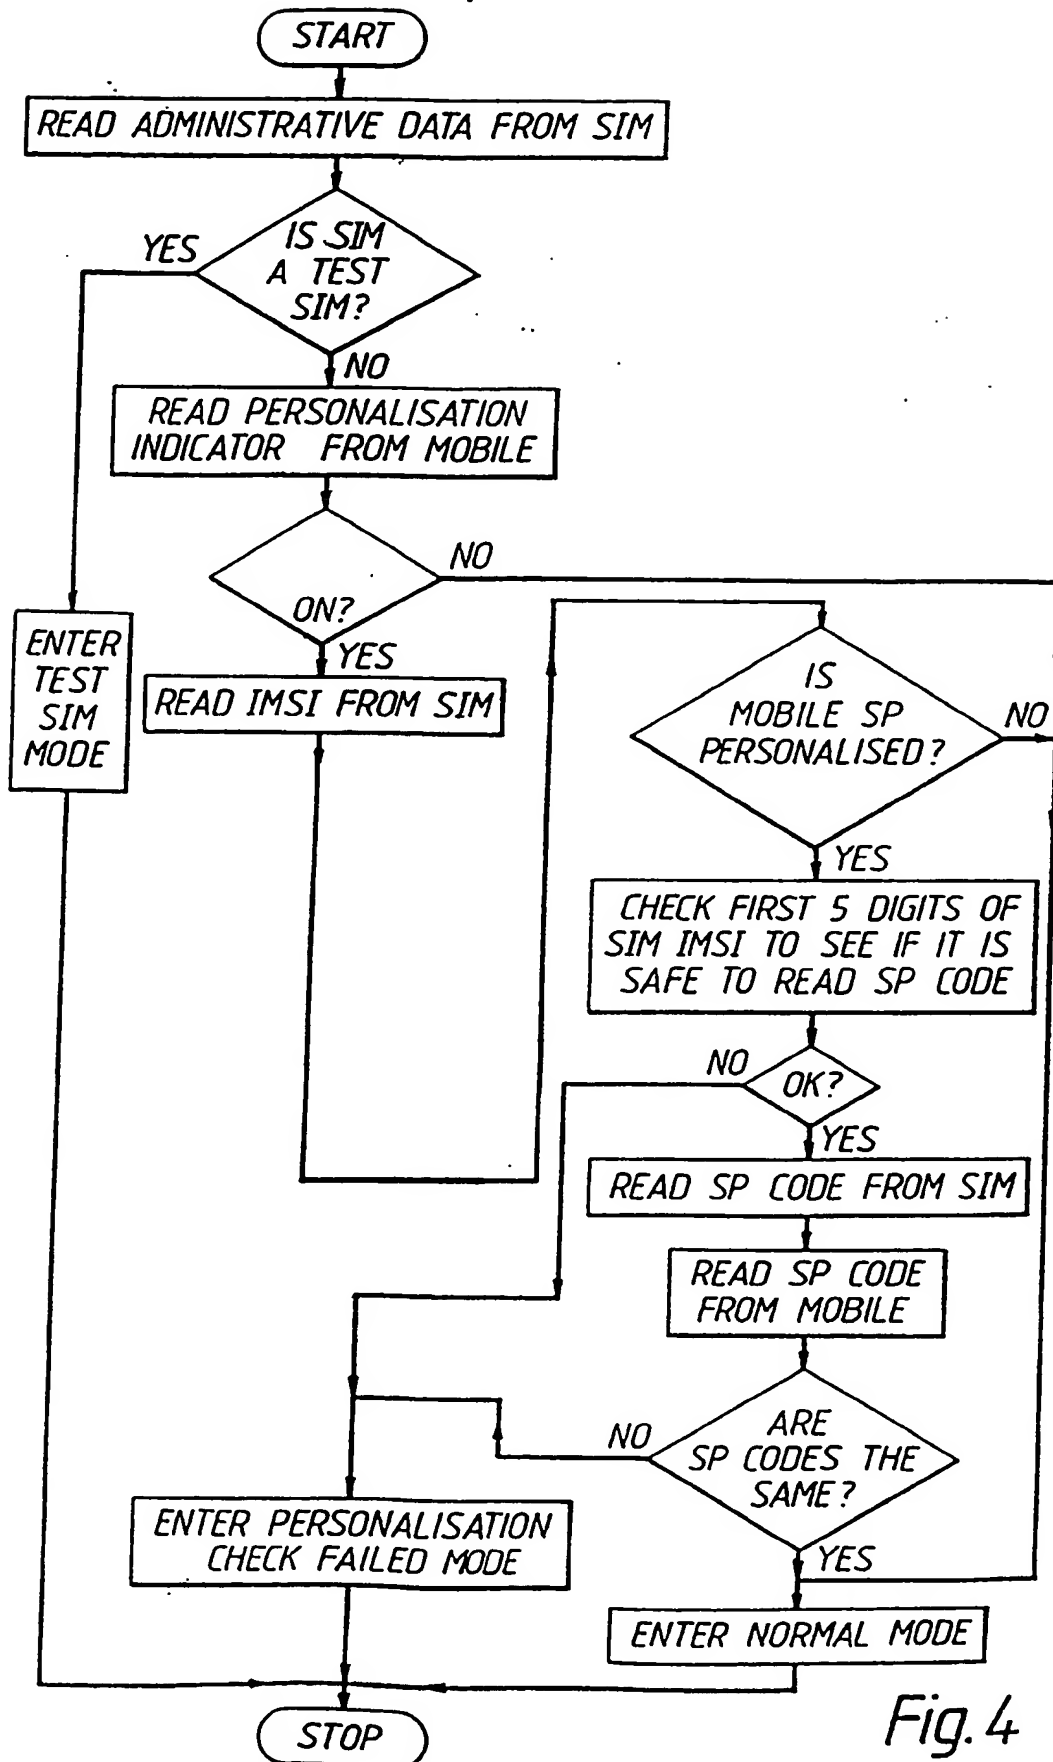 START
READ ADMINISTRATIVE DATA FROM SIM
IS SIM
A TEST
SIM?
YES
NO
READ PERSONALISATION
INDICATOR FROM MOBILE
ON?
NO
YES
READ IMSI FROM SIM
ENTER
TEST
SIM
MODE
IS
MOBILE SP
PERSONALISED?
NO
YES
CHECK FIRST 5 DIGITS OF
SIM IMSI TO SEE IF IT IS
SAFE TO READ SP CODE
OK?
NO
YES
READ SP CODE FROM SIM
READ SP CODE
FROM MOBILE
ARE
SP CODES THE
SAME?
NO
YES
ENTER PERSONALISATION
CHECK FAILED MODE
ENTER NORMAL MODE
STOP
Fig. 4